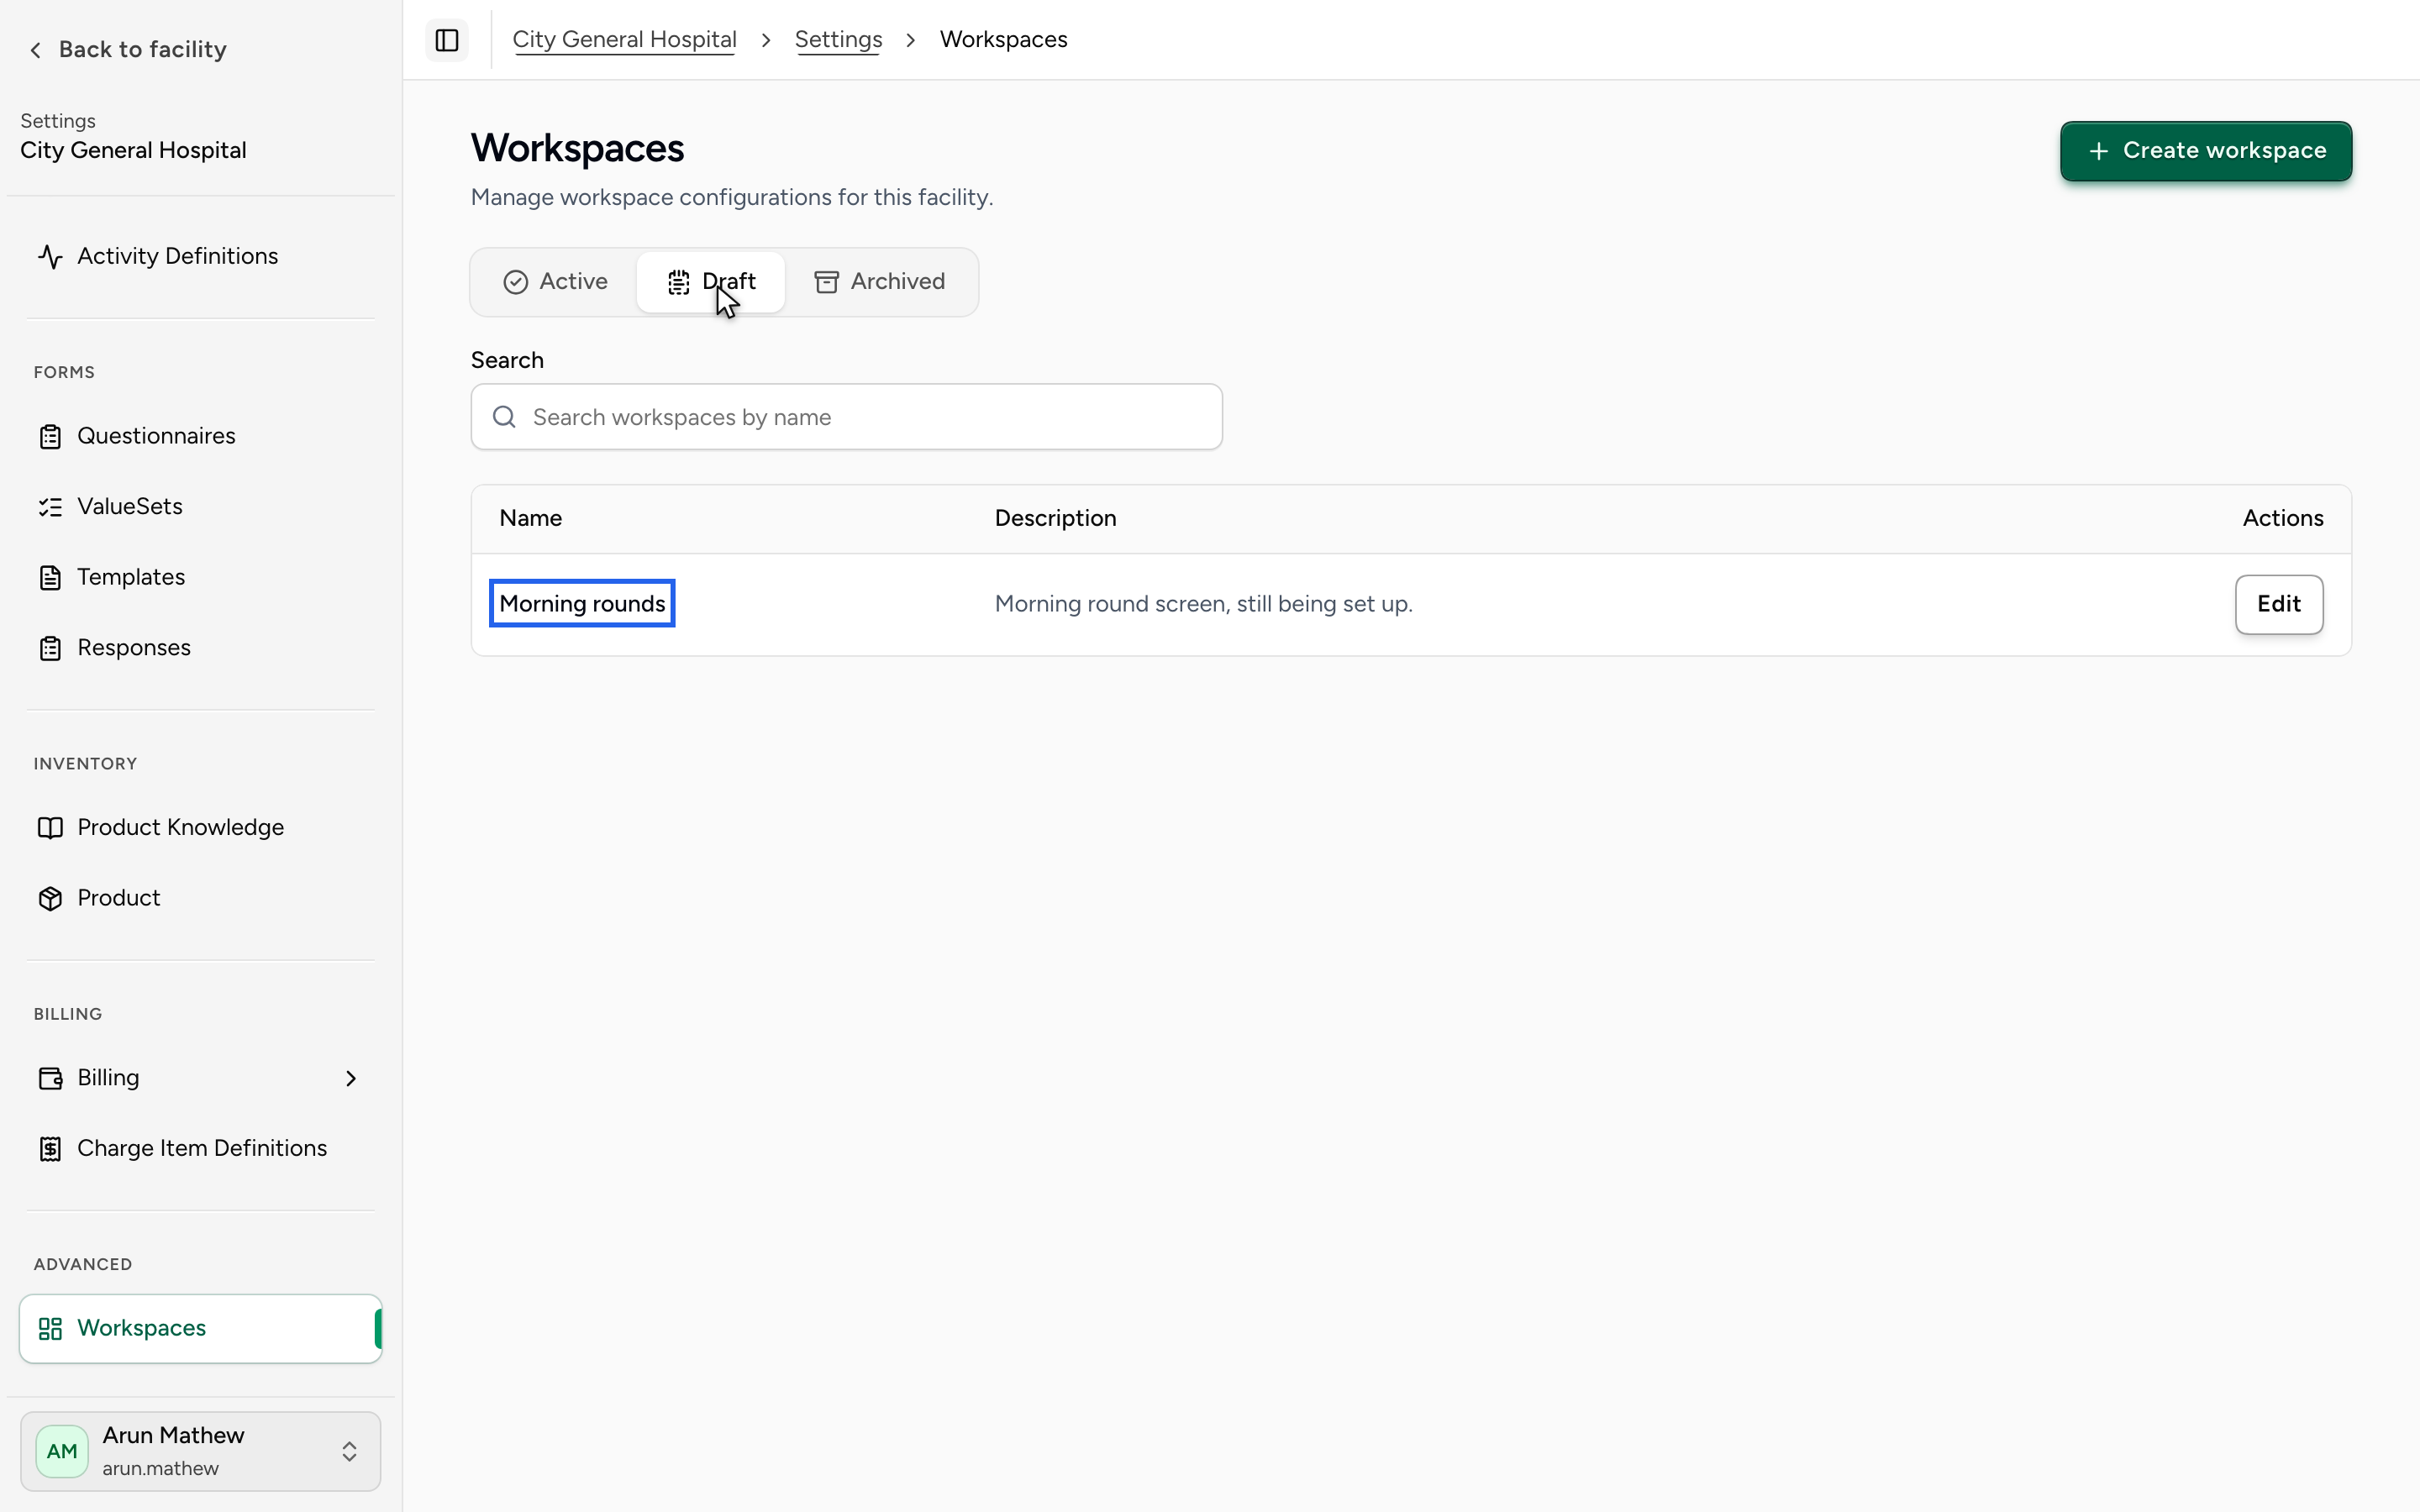 Back to facility
Settings
City General Hospital
Activity Definitions
FORMS
Questionnaires
ValueSets
Templates
Responses
INVENTORY
Product Knowledge
Product
BILLING
Billing
Charge Item Definitions
ADVANCED
Workspaces
AM
Arun Mathew
arun.mathew
City General Hospital > Settings > Workspaces
Workspaces
Manage workspace configurations for this facility.
+ Create workspace
Active Draft Archived
Search
Search workspaces by name
Name Description Actions
Morning rounds Morning round screen, still being set up. Edit